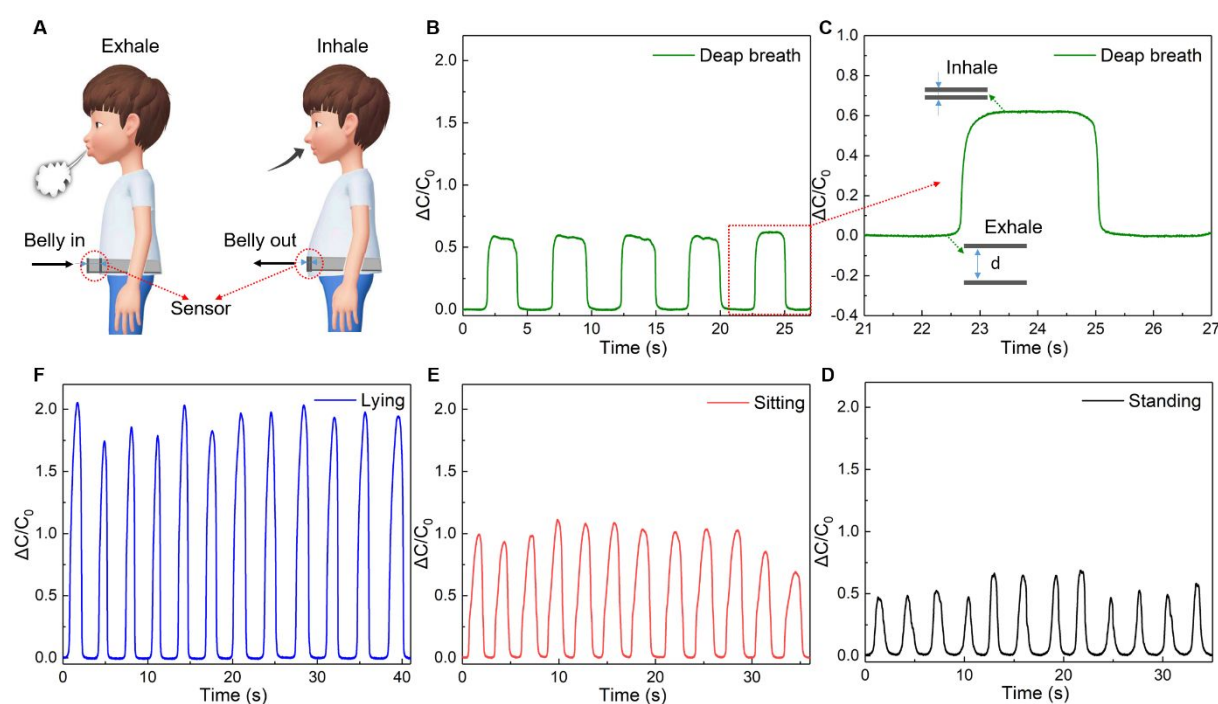 A
Exhale
Inhale
Belly in
Belly out
Sensor
B
Deap breath
ΔC/C0
2.0
1.5
1.0
0.5
0.0
0 5 10 15 20 25
Time (s)
C
Deap breath
Inhale
Exhale
d
ΔC/C0
1.0
0.8
0.6
0.4
0.2
0.0
-0.2
-0.4
21 22 23 24 25 26 27
Time (s)
F
Lying
ΔC/C0
2.0
1.5
1.0
0.5
0.0
0 10 20 30 40
Time (s)
E
Sitting
ΔC/C0
2.0
1.5
1.0
0.5
0.0
0 10 20 30
Time (s)
D
Standing
ΔC/C0
2.0
1.5
1.0
0.5
0.0
0 10 20 30
Time (s)